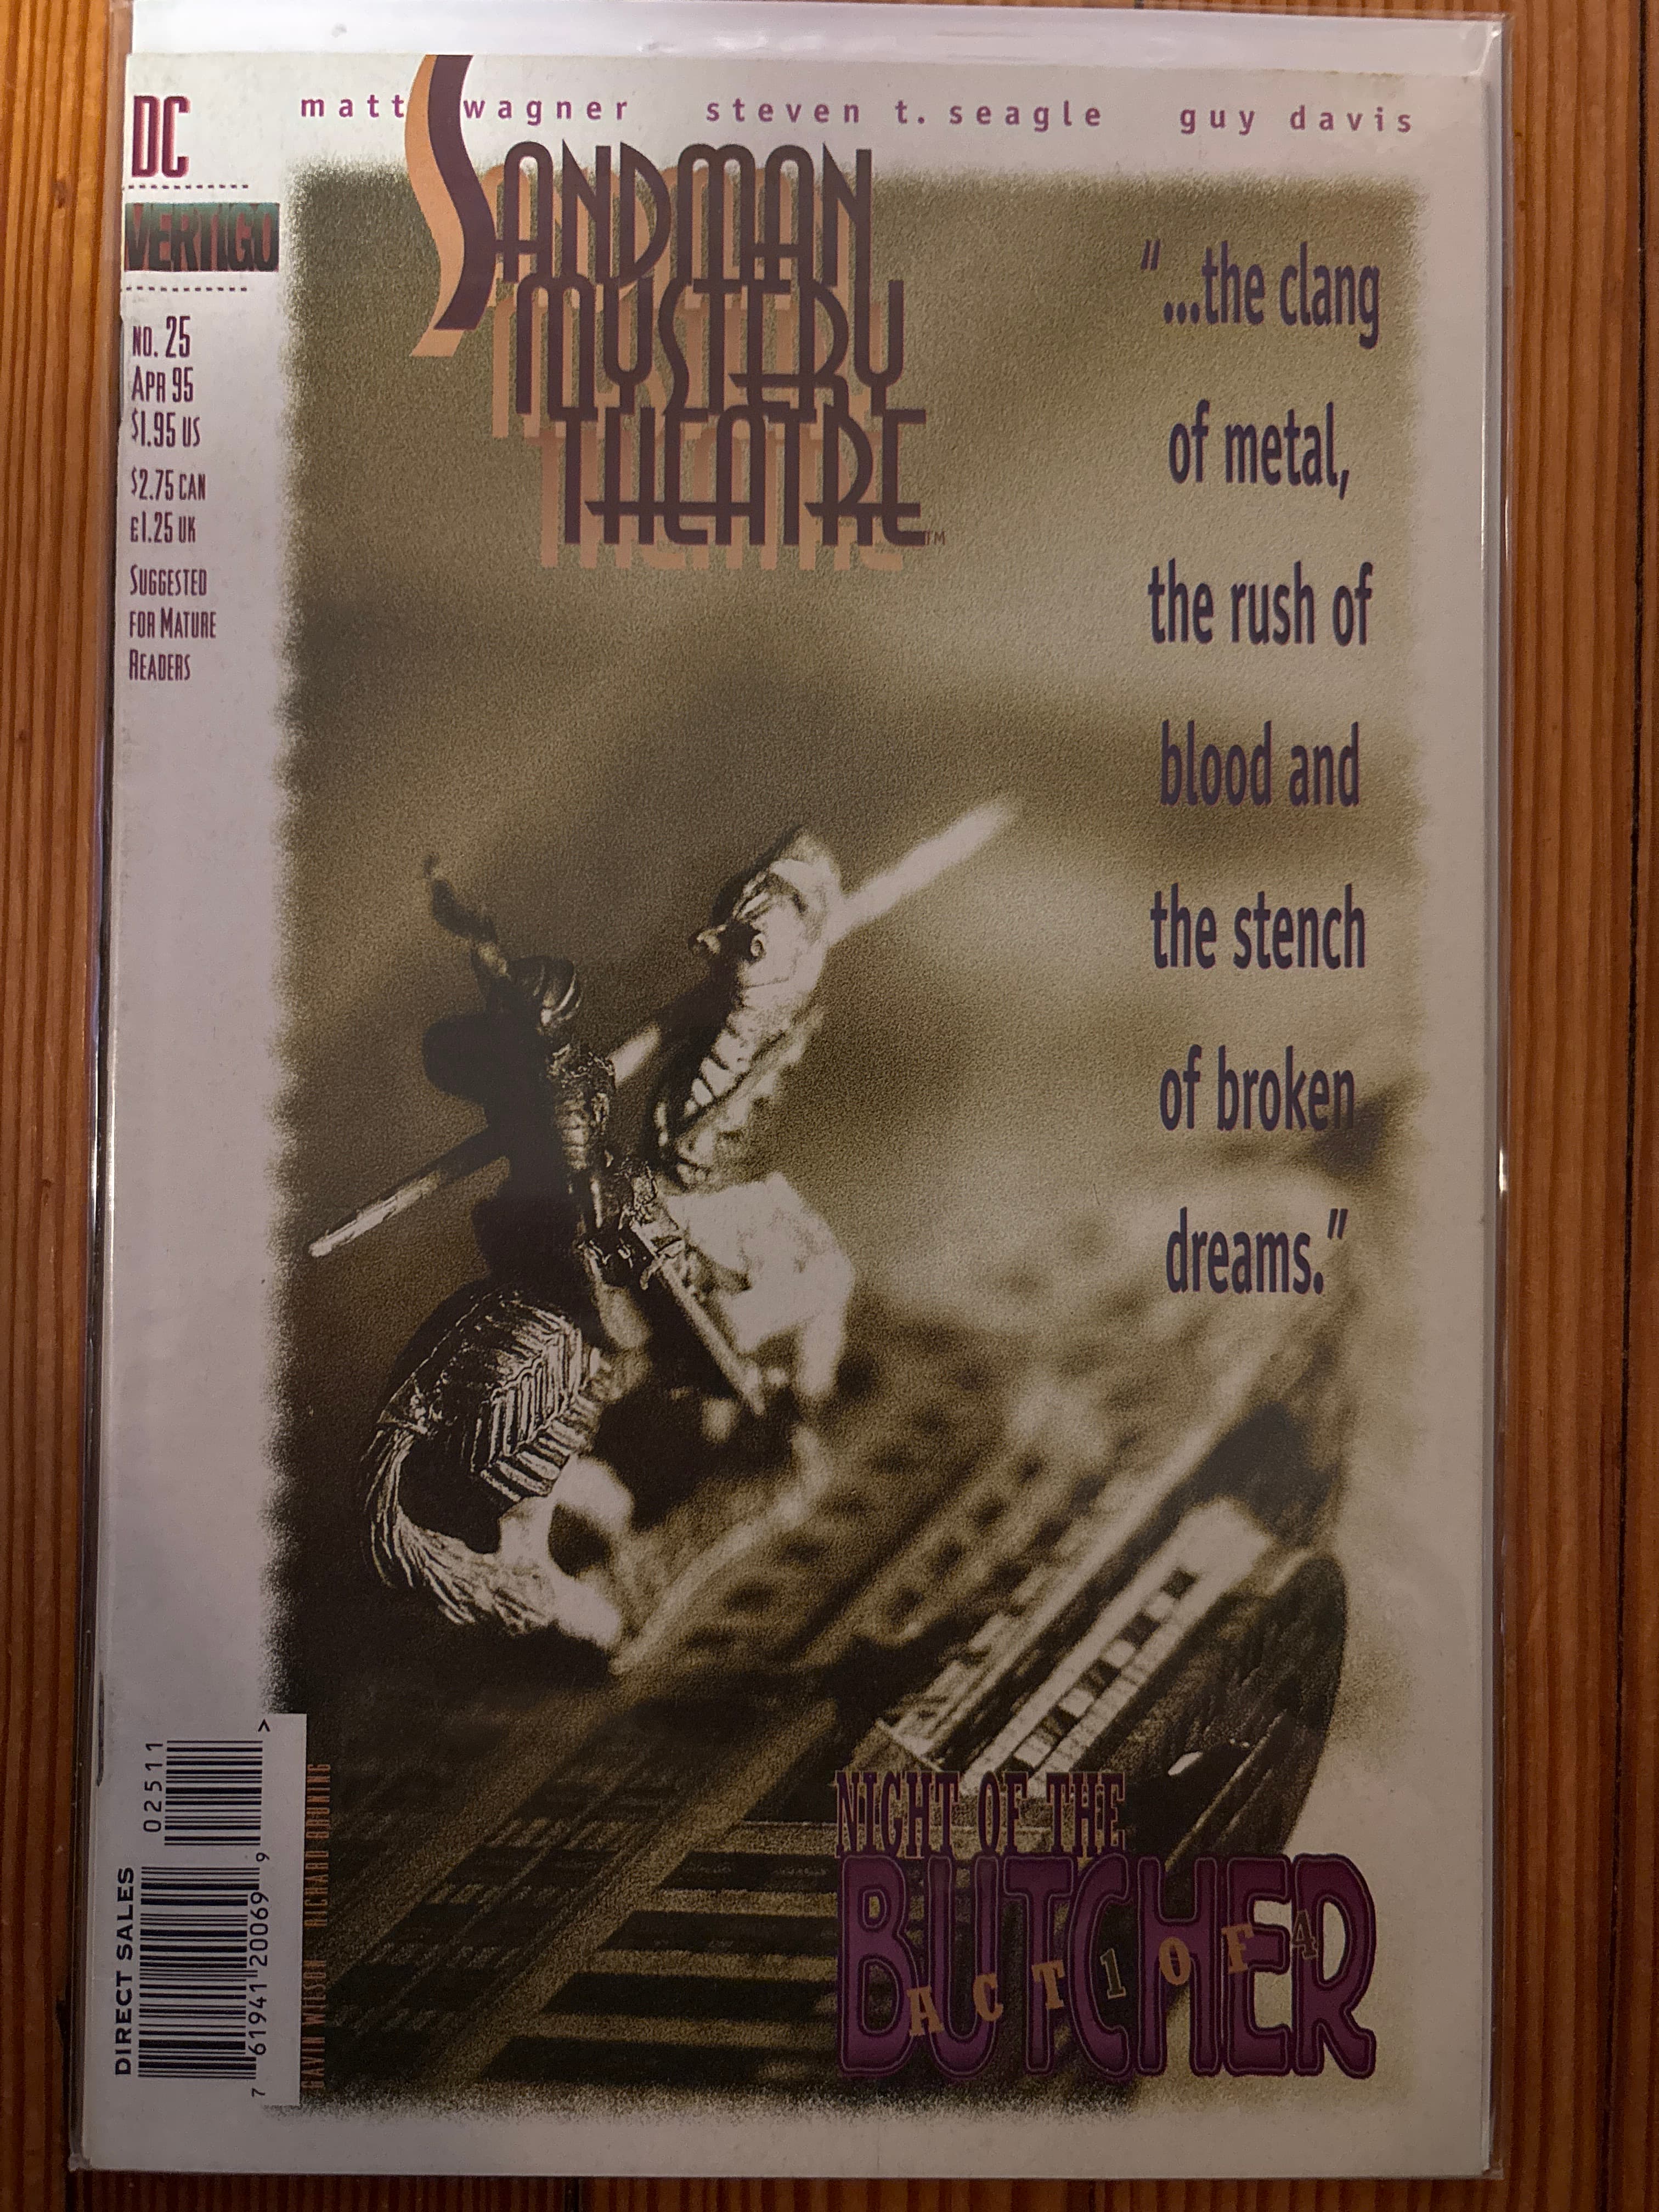 matt wagner steven t. seagle guy davis
DC
VERTIGO
NO. 25
APR 95
$1.95 US
$2.75 CAN
£1.25 UK
SUGGESTED
FOR MATURE
READERS
SANDMAN
MYSTERY
THEATRE™
"...the clang
of metal,
the rush of
blood and
the stench
of broken
dreams."
NIGHT OF THE
BUTCHER
ACT 1 OF 4
GAVIN WILSON RICHARD BRUNING
DIRECT SALES
7 61941 20069 9
02511 >